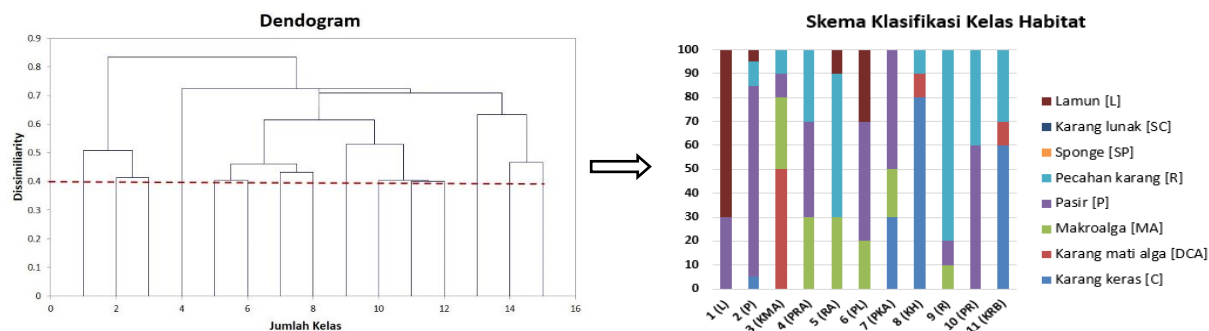 Dendogram
0.9
0.8
0.7
0.6
0.5
0.4
0.3
0.2
0.1
0
Dissimiliarity
0 2 4 6 8 10 12 14 16
Jumlah Kelas
Skema Klasifikasi Kelas Habitat
100
90
80
70
60
50
40
30
20
10
0
1 (L)
2 (P)
3 (KMA)
4 (PRA)
5 (RA)
6 (PL)
7 (PKA)
8 (KH)
9 (R)
10 (PR)
11 (KRB)
Lamun [L]
Karang lunak [SC]
Sponge [SP]
Pecahan karang [R]
Pasir [P]
Makroalga [MA]
Karang mati alga [DCA]
Karang keras [C]